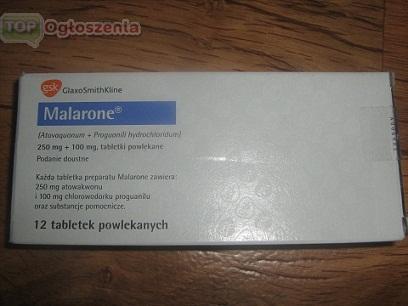 TOP
Ogłoszenia
gsk GlaxoSmithKline
Malarone®
(Atovaquonum + Proguanili hydrochloridum)
250 mg + 100 mg, tabletki powlekane
Podanie doustne
Każda tabletka preparatu Malarone zawiera:
250 mg atowakwonu
i 100 mg chlorowodorku proguanilu
oraz substancje pomocnicze.
12 tabletek powlekanych